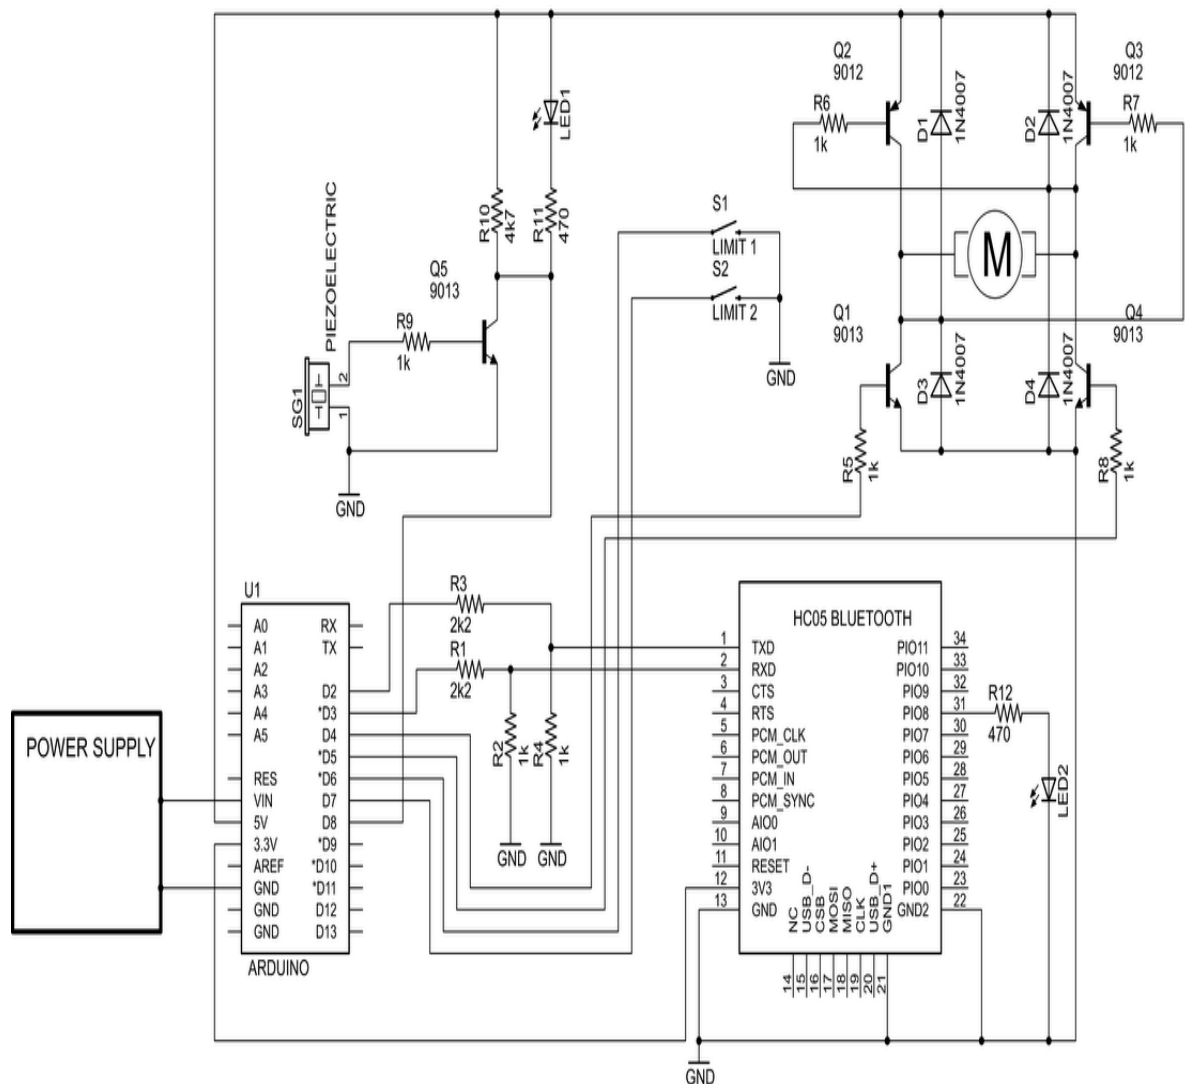 Q2
9012
Q3
9012
R6
1k
D1
1N4007
D2
1N4007
R7
1k
LED1
R10
4k7
R11
470
PIEZOELECTRIC
S1
LIMIT 1
S2
LIMIT 2
GND
M
Q5
9013
R9
1k
SG1
2
1
GND
Q1
9013
Q4
9013
D3
1N4007
D4
1N4007
R5
1k
R8
1k
U1
A0
A1
A2
A3
A4
A5
RES
VIN
5V
3.3V
AREF
GND
GND
GND
RX
TX
D2
*D3
D4
*D5
*D6
D7
D8
*D9
*D10
*D11
D12
D13
ARDUINO
POWER SUPPLY
R3
2k2
R1
2k2
R2
1k
R4
1k
GND
GND
HC05 BLUETOOTH
1 TXD
2 RXD
3 CTS
4 RTS
5 PCM_CLK
6 PCM_OUT
7 PCM_IN
8 PCM_SYNC
9 AIO0
10 AIO1
11 RESET
12 3V3
13 GND
PIO11 34
PIO10 33
PIO9 32
PIO8 31
PIO7 30
PIO6 29
PIO5 28
PIO4 27
PIO3 26
PIO2 25
PIO1 24
PIO0 23
GND2 22
NC
USB_D-
CSB
MOSI
MISO
CLK
USB_D+
GND1
14
15
16
17
18
19
20
21
R12
470
LED2
GND